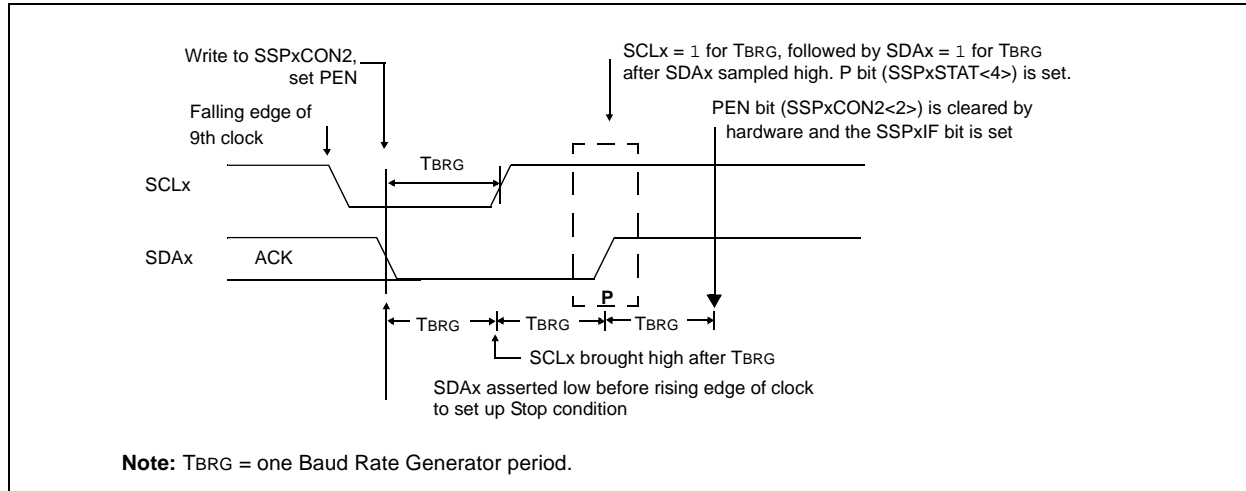 Write to SSPxCON2,
set PEN
SCLx = 1 for TBRG, followed by SDAx = 1 for TBRG
after SDAx sampled high. P bit (SSPxSTAT<4>) is set.
Falling edge of
9th clock
PEN bit (SSPxCON2<2>) is cleared by
hardware and the SSPxIF bit is set
TBRG
SCLx
SDAx
ACK
P
TBRG
TBRG
TBRG
SCLx brought high after TBRG
SDAx asserted low before rising edge of clock
to set up Stop condition
Note: TBRG = one Baud Rate Generator period.